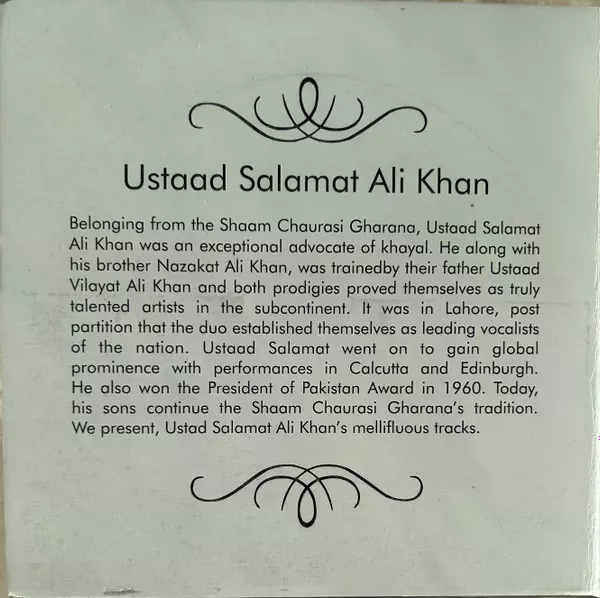 Ustaad Salamat Ali Khan
Belonging from the Shaam Chaurasi Gharana, Ustaad Salamat
Ali Khan was an exceptional advocate of khayal. He along with
his brother Nazakat Ali Khan, was trainedby their father Ustaad
Vilayat Ali Khan and both prodigies proved themselves as truly
talented artists in the subcontinent. It was in Lahore, post
partition that the duo established themselves as leading vocalists
of the nation. Ustaad Salamat went on to gain global
prominence with performances in Calcutta and Edinburgh.
He also won the President of Pakistan Award in 1960. Today,
his sons continue the Shaam Chaurasi Gharana's tradition.
We present, Ustad Salamat Ali Khan's mellifluous tracks.